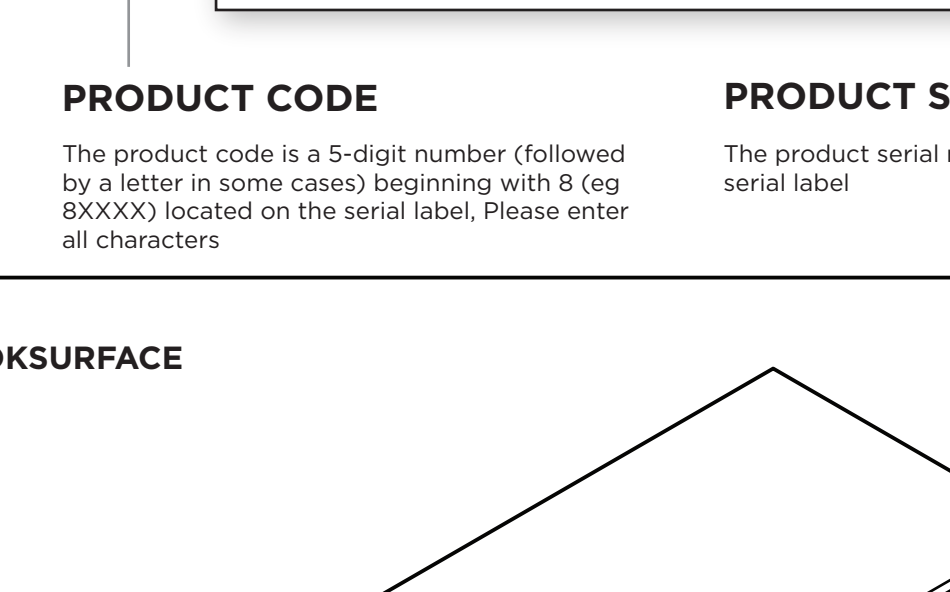 PRODUCT CODE
The product code is a 5-digit number (followed
by a letter in some cases) beginning with 8 (eg
8XXXX) located on the serial label, Please enter
all characters
PRODUCT S
The product serial
serial label
OKSURFACE